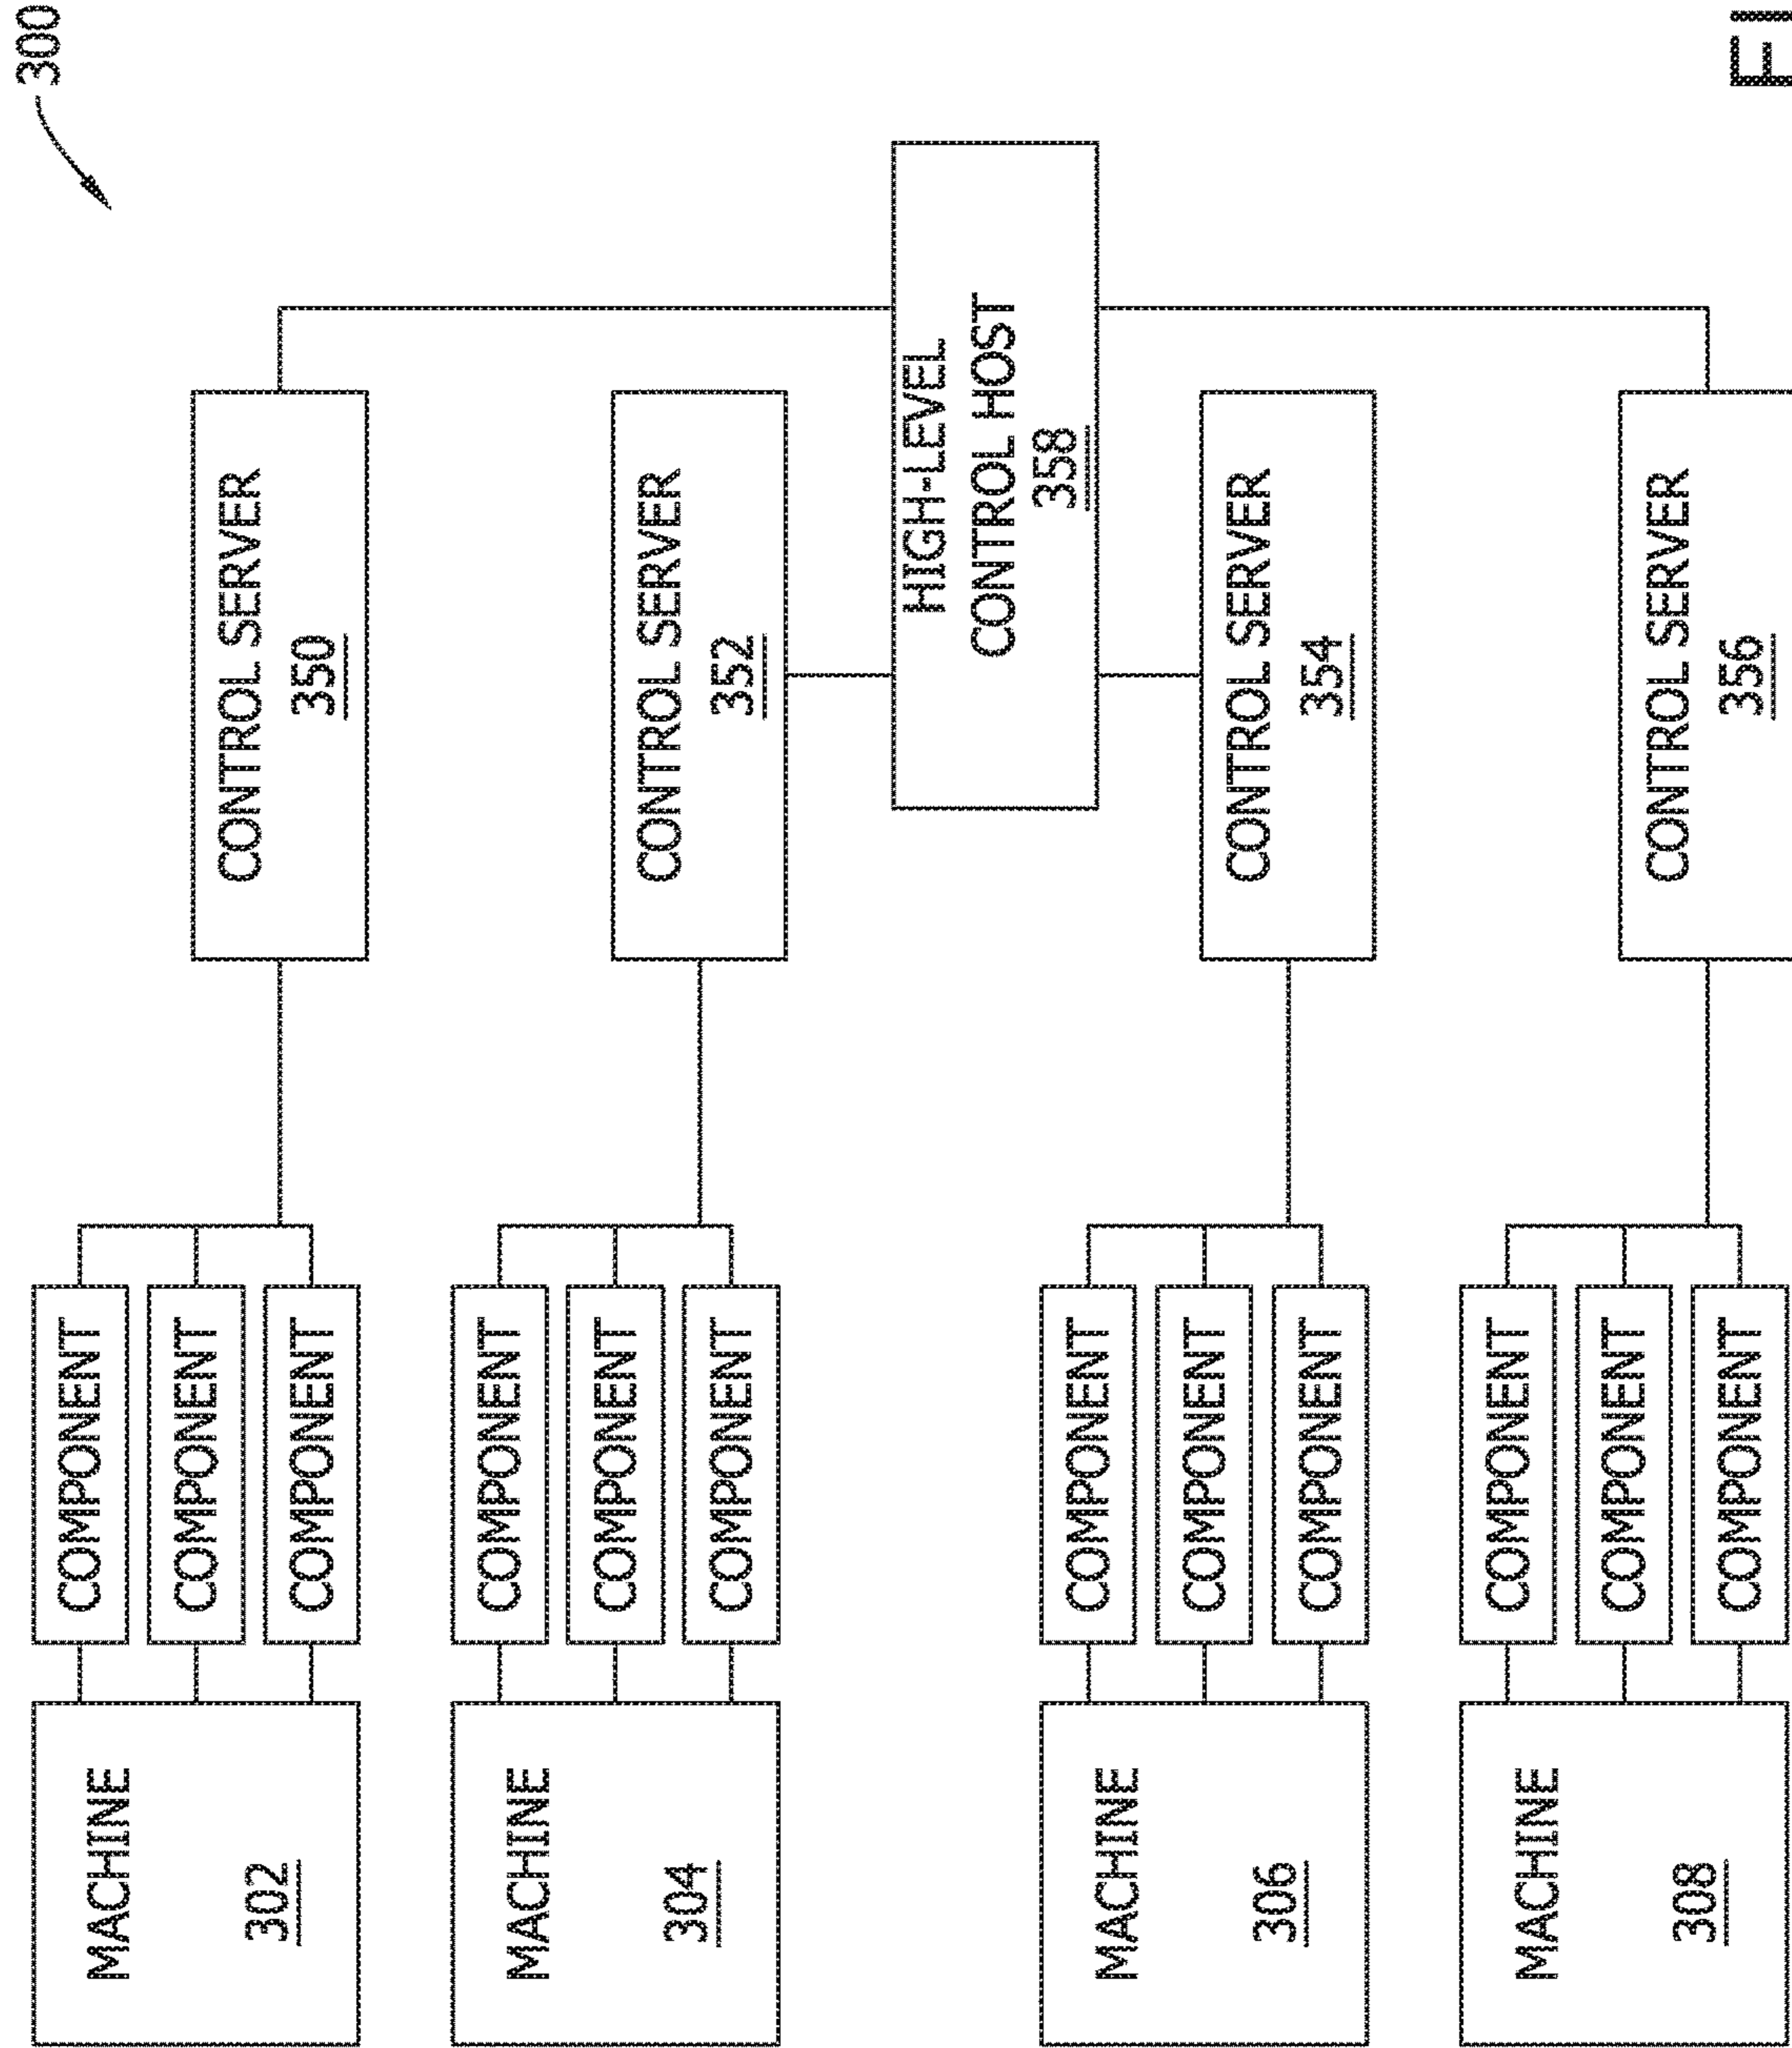 300
MACHINE
302
COMPONENT
COMPONENT
COMPONENT
CONTROL SERVER
350
MACHINE
304
COMPONENT
COMPONENT
COMPONENT
CONTROL SERVER
352
HIGH-LEVEL
CONTROL HOST
358
MACHINE
306
COMPONENT
COMPONENT
COMPONENT
CONTROL SERVER
354
MACHINE
308
COMPONENT
COMPONENT
COMPONENT
CONTROL SERVER
356